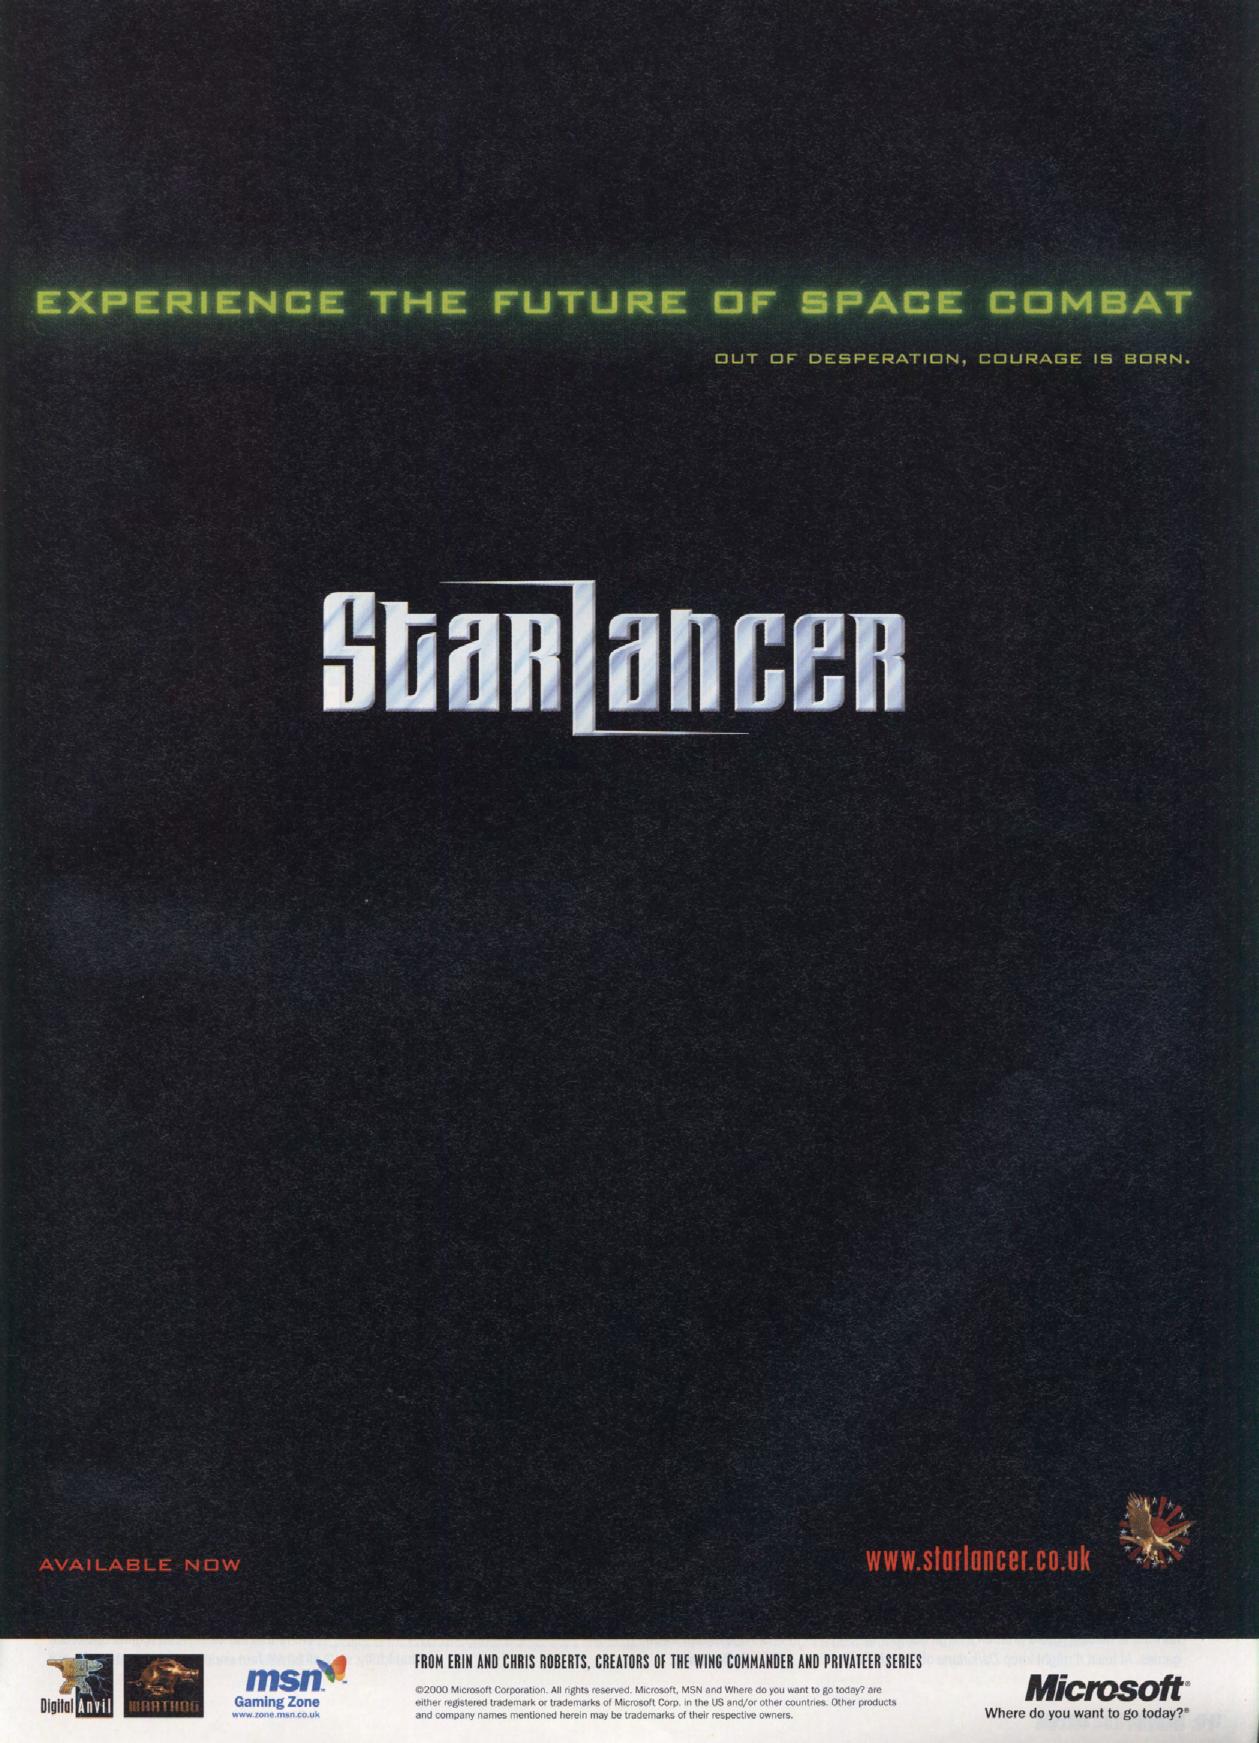 EXPERIENCE THE FUTURE OF SPACE COMBAT
OUT OF DESPERATION, COURAGE IS BORN.
StarLancer
AVAILABLE NOW
www.starlancer.co.uk
Digital Anvil
WARTHOG
msn
Gaming Zone
www.zone.msn.co.uk
FROM ERIN AND CHRIS ROBERTS, CREATORS OF THE WING COMMANDER AND PRIVATEER SERIES
©2000 Microsoft Corporation. All rights reserved. Microsoft, MSN and Where do you want to go today? are
either registered trademark or trademarks of Microsoft Corp. in the US and/or other countries. Other products
and company names mentioned herein may be trademarks of their respective owners.
Microsoft®
Where do you want to go today?®